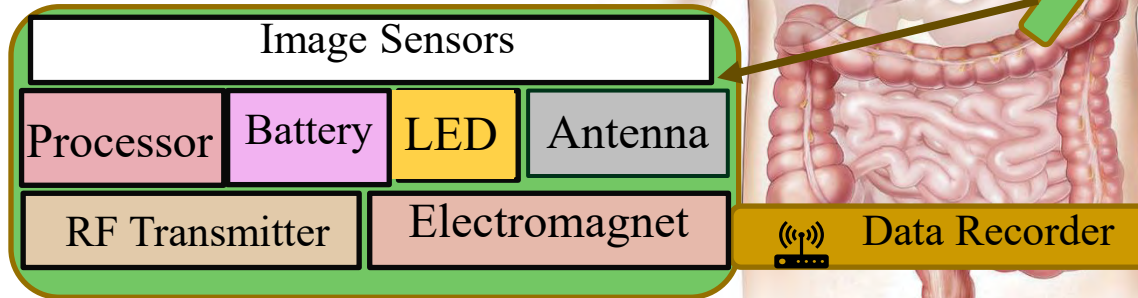 Image Sensors
Processor
Battery
LED
Antenna
RF Transmitter
Electromagnet
Data Recorder